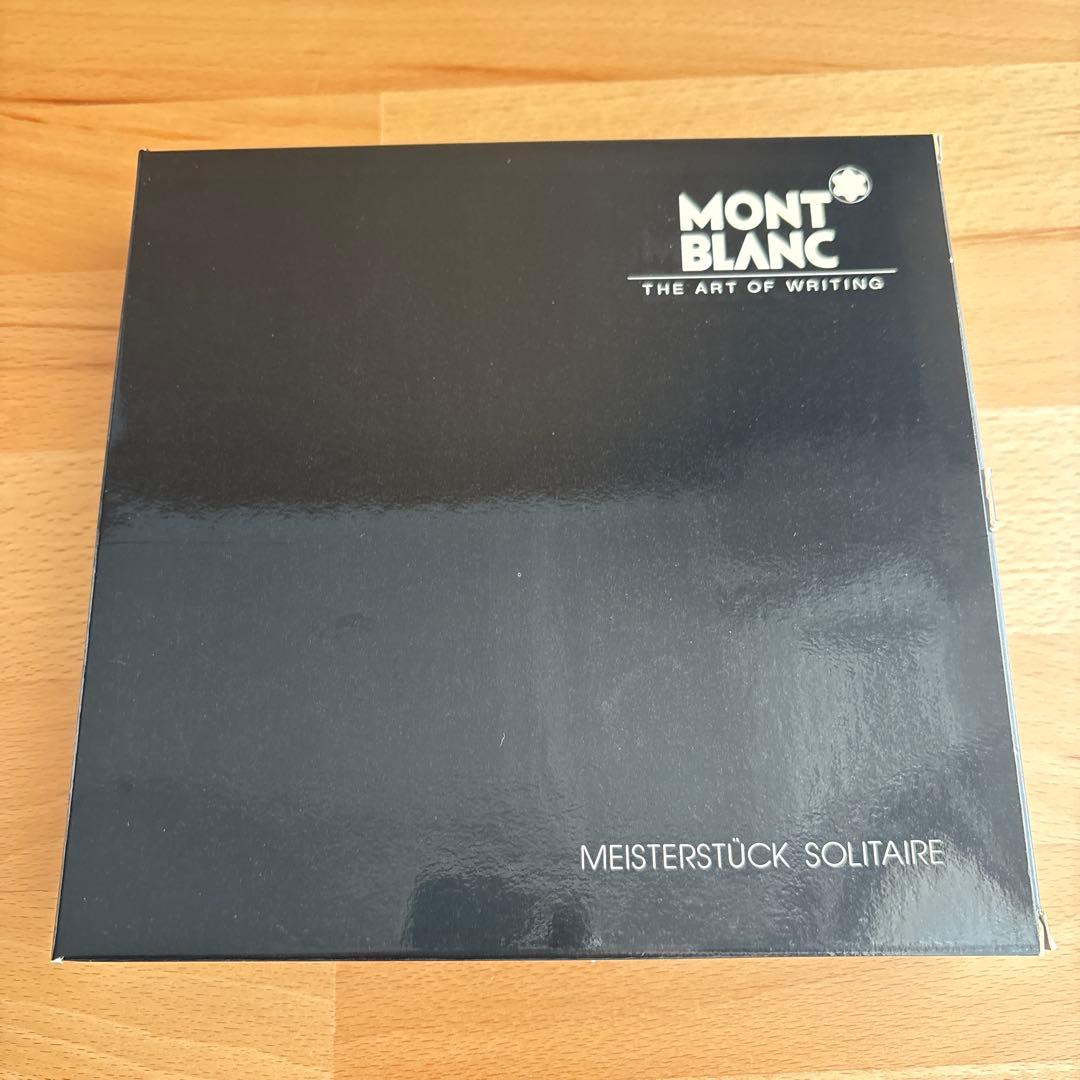 MONT
BLANC
THE ART OF WRITING
MEISTERSTÜCK SOLITAIRE